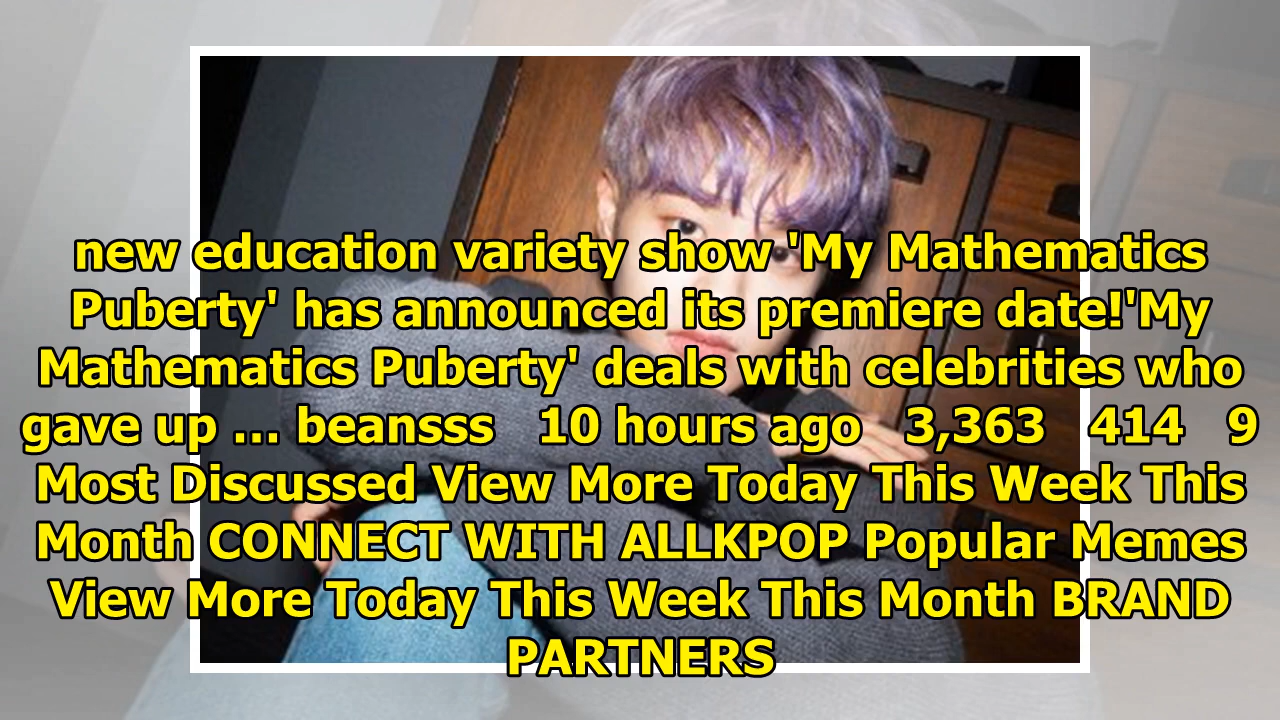 new education variety show 'My Mathematics
Puberty' has announced its premiere date!'My
Mathematics Puberty' deals with celebrities who
gave up ... beansss 10 hours ago 3,363 414 9
Most Discussed View More Today This Week This
Month CONNECT WITH ALLKPOP Popular Memes
View More Today This Week This Month BRAND
PARTNERS